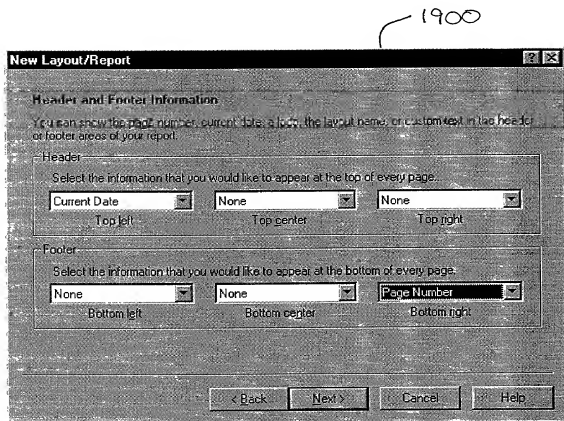 1900
New Layout/Report
Header and Footer Information
You can show the page number, current date, a logo, the layout name, or custom text in the header
or footer areas of your report.
Header
Select the information that you would like to appear at the top of every page.
Current Date None None
Top left Top center Top right
Footer
Select the information that you would like to appear at the bottom of every page.
None None Page Number
Bottom left Bottom center Bottom right
< Back Next > Cancel Help